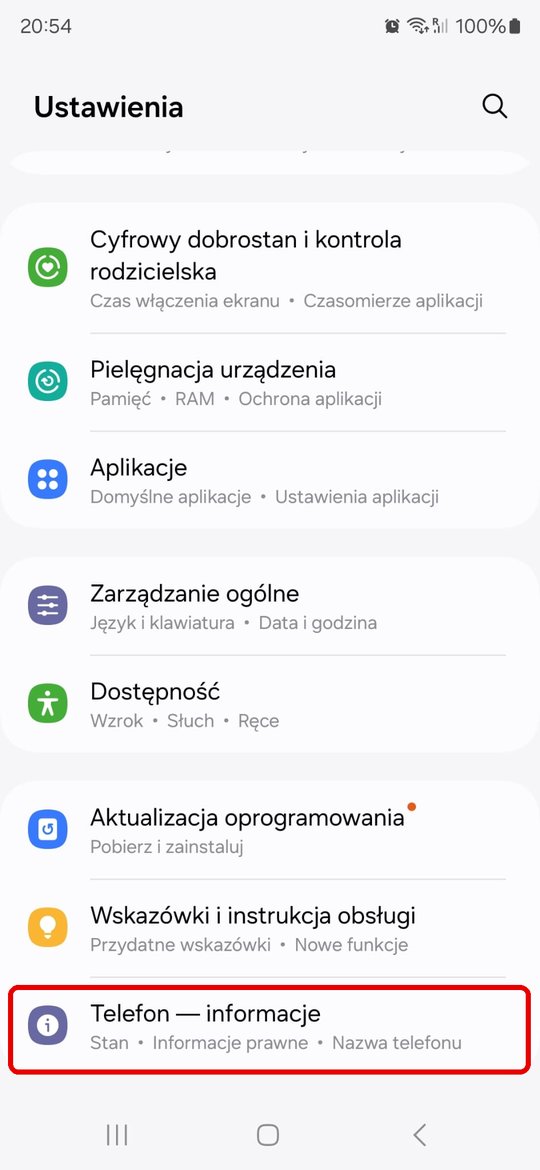 20:54
R
100%
Ustawienia
Cyfrowy dobrostan i kontrola
rodzicielska
Czas włączenia ekranu • Czasomierze aplikacji
Pielęgnacja urządzenia
Pamięć • RAM • Ochrona aplikacji
Aplikacje
Domyślne aplikacje • Ustawienia aplikacji
Zarządzanie ogólne
Język i klawiatura • Data i godzina
Dostępność
Wzrok • Słuch • Ręce
Aktualizacja oprogramowania
Pobierz i zainstaluj
Wskazówki i instrukcja obsługi
Przydatne wskazówki • Nowe funkcje
Telefon — informacje
Stan • Informacje prawne • Nazwa telefonu